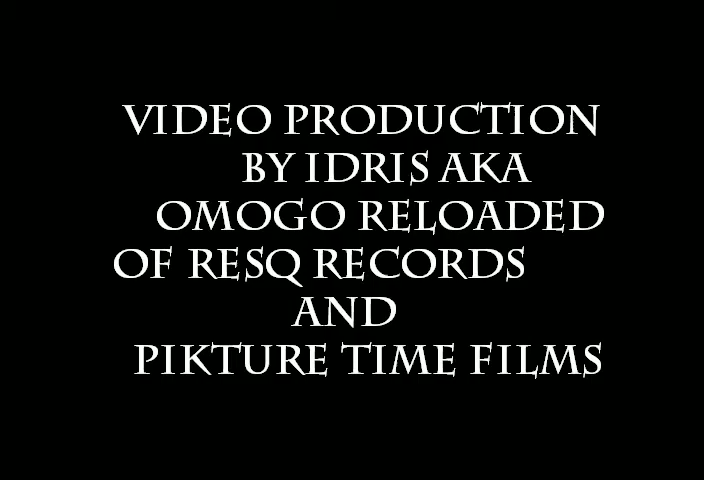 VIDEO PRODUCTION
BY IDRIS AKA
OMOGO RELOADED
OF RESQ RECORDS
AND
PIKTURE TIME FILMS